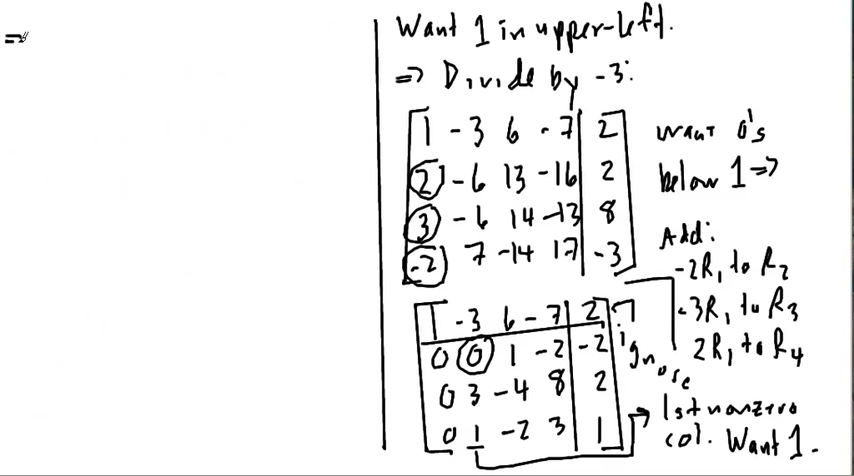 ⇒
Want 1 in upper-left.
⇒ Divide by -3:
1 -3 6 -7 | 2
2 -6 13 -16 | 2
3 -6 14 -13 | 8
-2 7 -14 17 | -3
want 0's
below 1 ⇒
Add:
-2R₁ to R₂
-3R₁ to R₃
2R₁ to R₄
1 -3 6 -7 | 2
0 0 1 -2 | -2
0 3 -4 8 | 2
0 1 -2 3 | 1
ignore
1st nonzero
col. Want 1.